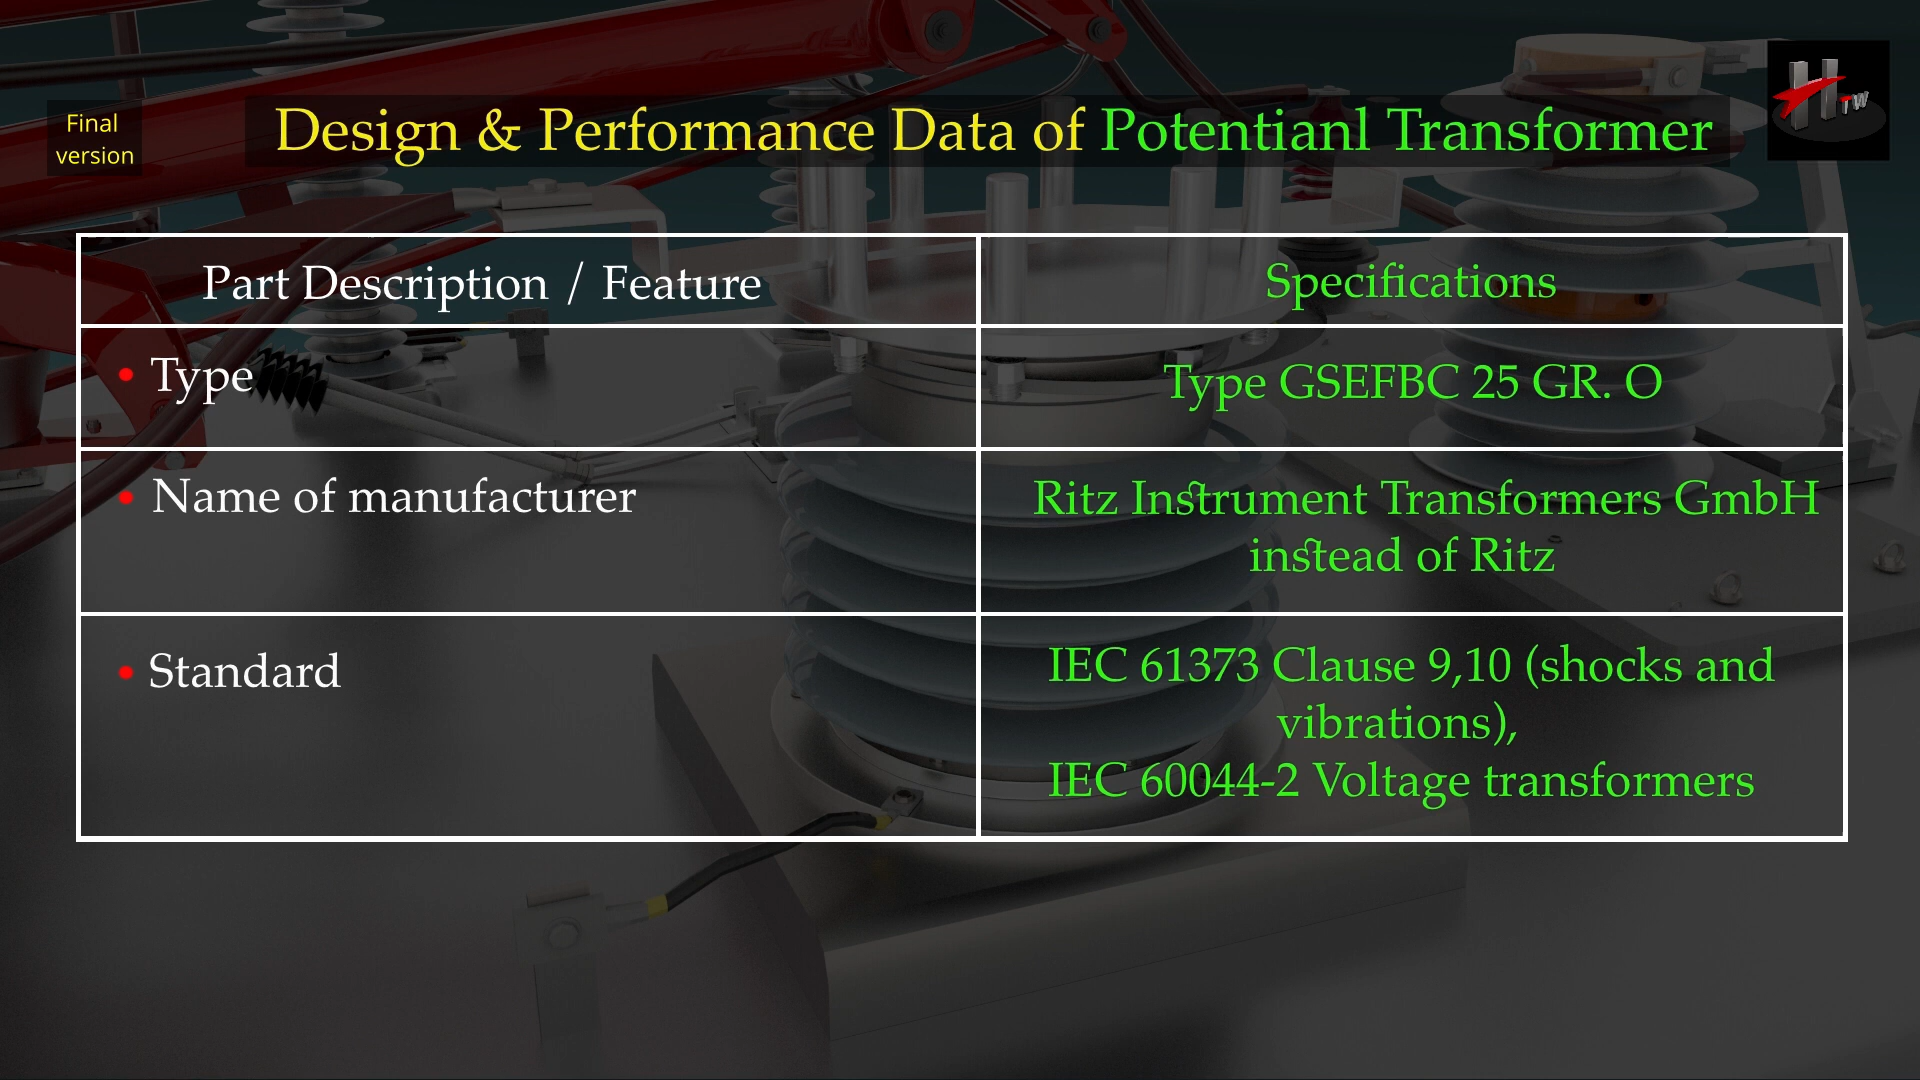 Final
version
Design & Performance Data of Potentianl Transformer
HTW
Part Description / Feature
Specifications
• Type
Type GSEFBC 25 GR. O
• Name of manufacturer
Ritz Instrument Transformers GmbH
instead of Ritz
• Standard
IEC 61373 Clause 9,10 (shocks and
vibrations),
IEC 60044-2 Voltage transformers